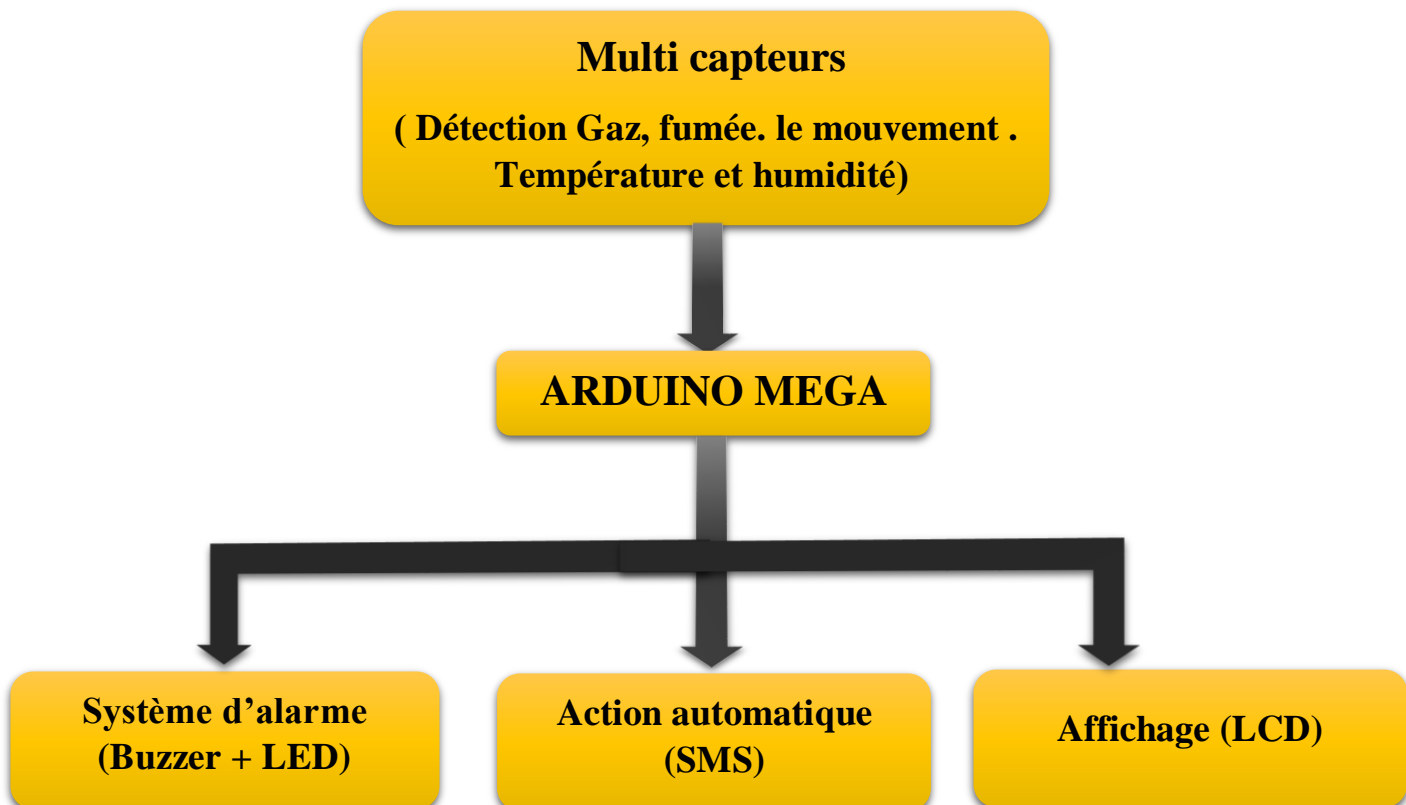 Multi capteurs
( Détection Gaz, fumée. le mouvement .
Température et humidité)
ARDUINO MEGA
Système d’alarme
(Buzzer + LED)
Action automatique
(SMS)
Affichage (LCD)